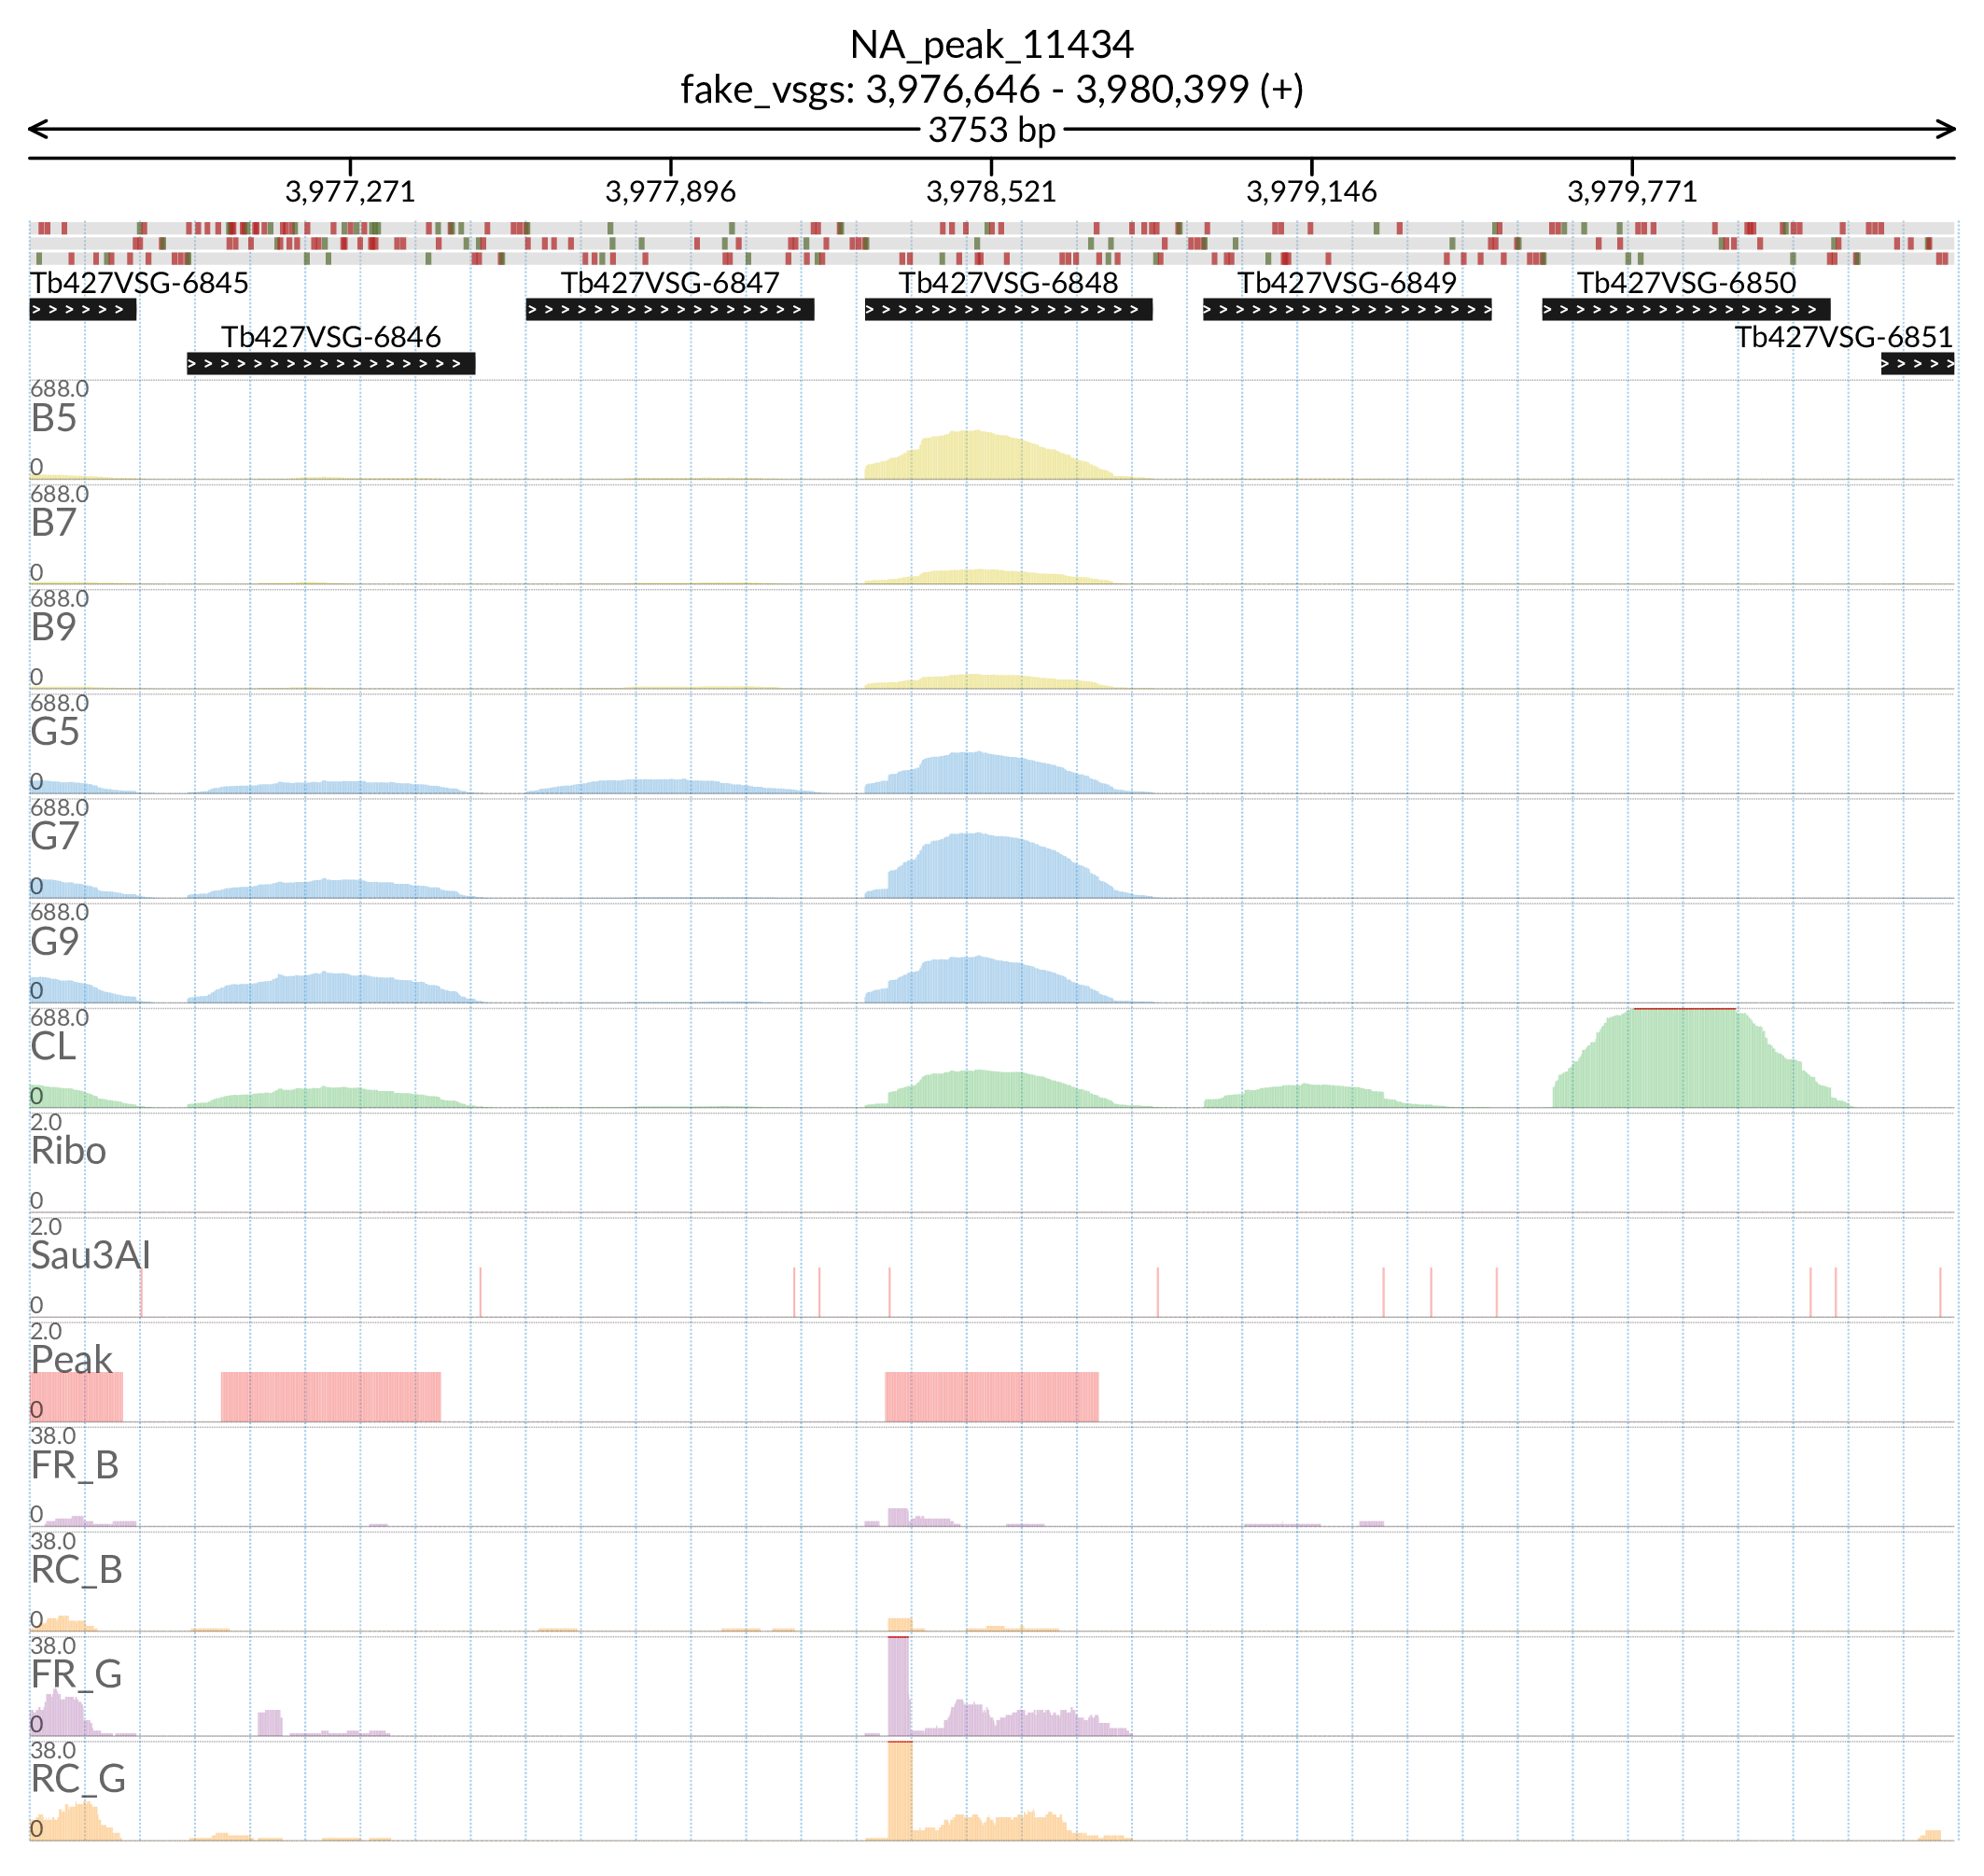 NA_peak_11434
fake_vsgs: 3,976,646 - 3,980,399 (+)
3753 bp
3,977,271 3,977,896 3,978,521 3,979,146 3,979,771
Tb427VSG-6845 Tb427VSG-6847 Tb427VSG-6848 Tb427VSG-6849 Tb427VSG-6850
Tb427VSG-6846 Tb427VSG-6851
688.0
B5
0
688.0
B7
0
688.0
B9
0
688.0
G5
0
688.0
G7
0
688.0
G9
0
688.0
CL
0
2.0
Ribo
0
2.0
Sau3AI
0
2.0
Peak
0
38.0
FR_B
0
38.0
RC_B
0
38.0
FR_G
0
38.0
RC_G
0